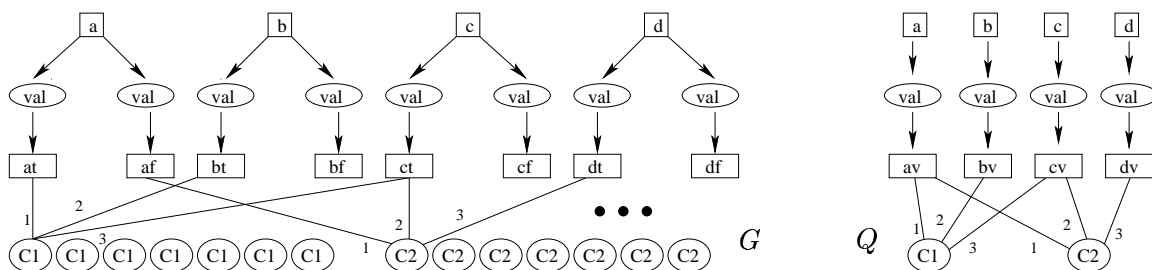 a b c d a b c d
val val val val val val val val val val val val
at af bt bf ct cf dt df av bv cv dv
1 2 3 1 2 3 1 2 3 1 2 3
C1 C1 C1 C1 C1 C1 C1 C2 C2 C2 C2 C2 C2 C2 G Q C1 C2